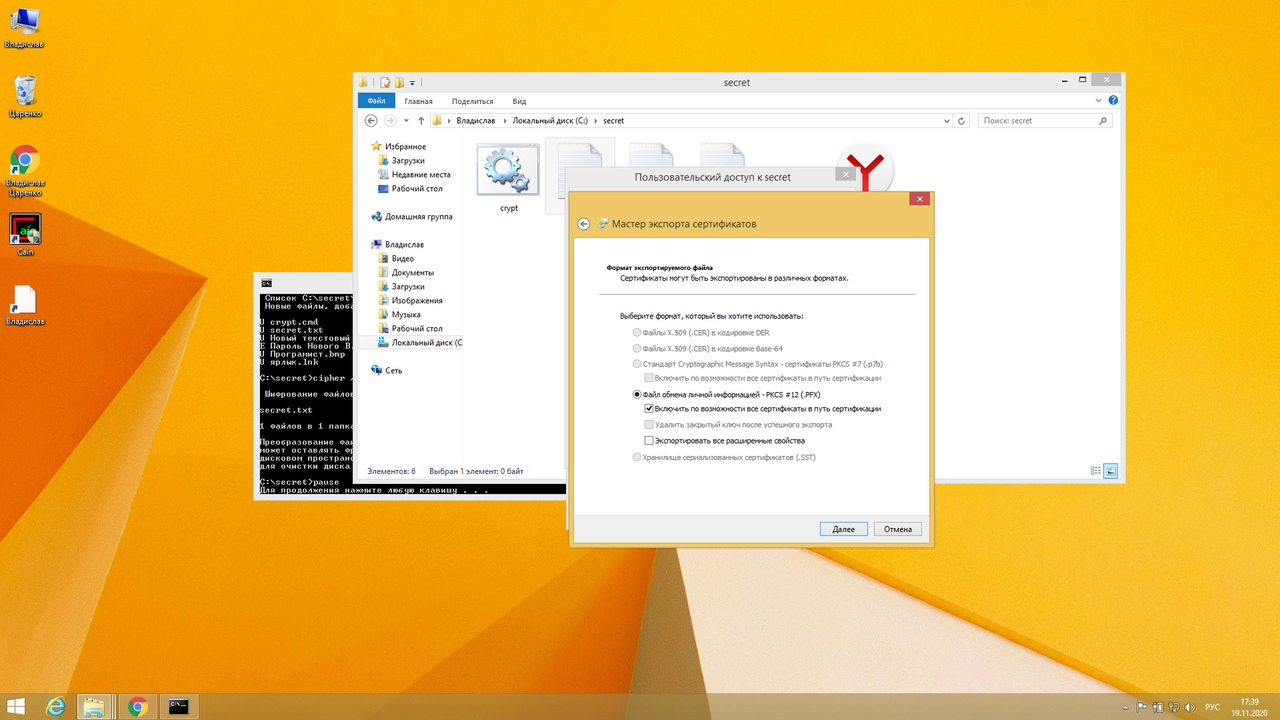 Владислав
Царенко
Владислав
Царенко
Cain
Владислав
secret
Файл
Главная
Поделиться
Вид
Владислав
Локальный диск (C:)
secret
Поиск: secret
Избранное
Загрузки
Недавние места
Рабочий стол
Домашняя группа
Владислав
Видео
Документы
Загрузки
Изображения
Музыка
Рабочий стол
Локальный диск (C
Сеть
crypt
Элементов: 6
Выбран 1 элемент: 0 байт
Список C:\secret\
Новые файлы, доба
U crypt.cmd
U secret.txt
U Новый текстовый
E Пароль Нового В
U Програмист.bmp
U ярлык.lnk
C:\secret>cipher /
Шифрование файлов
secret.txt
1 файлов в 1 папка
Преобразование фай
может оставлять фр
дисковом пространс
для очистки диска
C:\secret>pause
Для продолжения нажмите любую клавишу . . .
Пользовательский доступ к secret
Мастер экспорта сертификатов
Формат экспортируемого файла
Сертификаты могут быть экспортированы в различных форматах.
Выберите формат, который вы хотите использовать:
Файлы X.509 (.CER) в кодировке DER
Файлы X.509 (.CER) в кодировке Base-64
Стандарт Cryptographic Message Syntax - сертификаты PKCS #7 (.p7b)
Включить по возможности все сертификаты в путь сертификации
Файл обмена личной информацией - PKCS #12 (.PFX)
Включить по возможности все сертификаты в путь сертификации
Удалить закрытый ключ после успешного экспорта
Экспортировать все расширенные свойства
Хранилище сериализованных сертификатов (.SST)
Далее
Отмена
РУС
17:39
19.11.2020